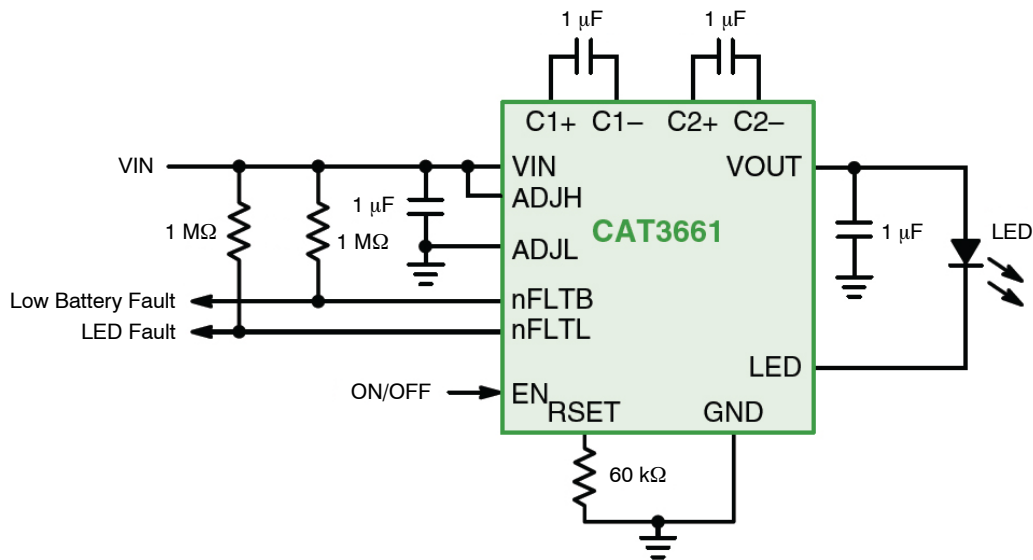 1 μF
1 μF
C1+ C1– C2+ C2–
VIN
VIN
VOUT
ADJH
1 μF
CAT3661
1 MΩ
1 MΩ
1 μF
LED
ADJL
Low Battery Fault
nFLTB
LED Fault
nFLTL
LED
ON/OFF
EN
RSET
GND
60 kΩ